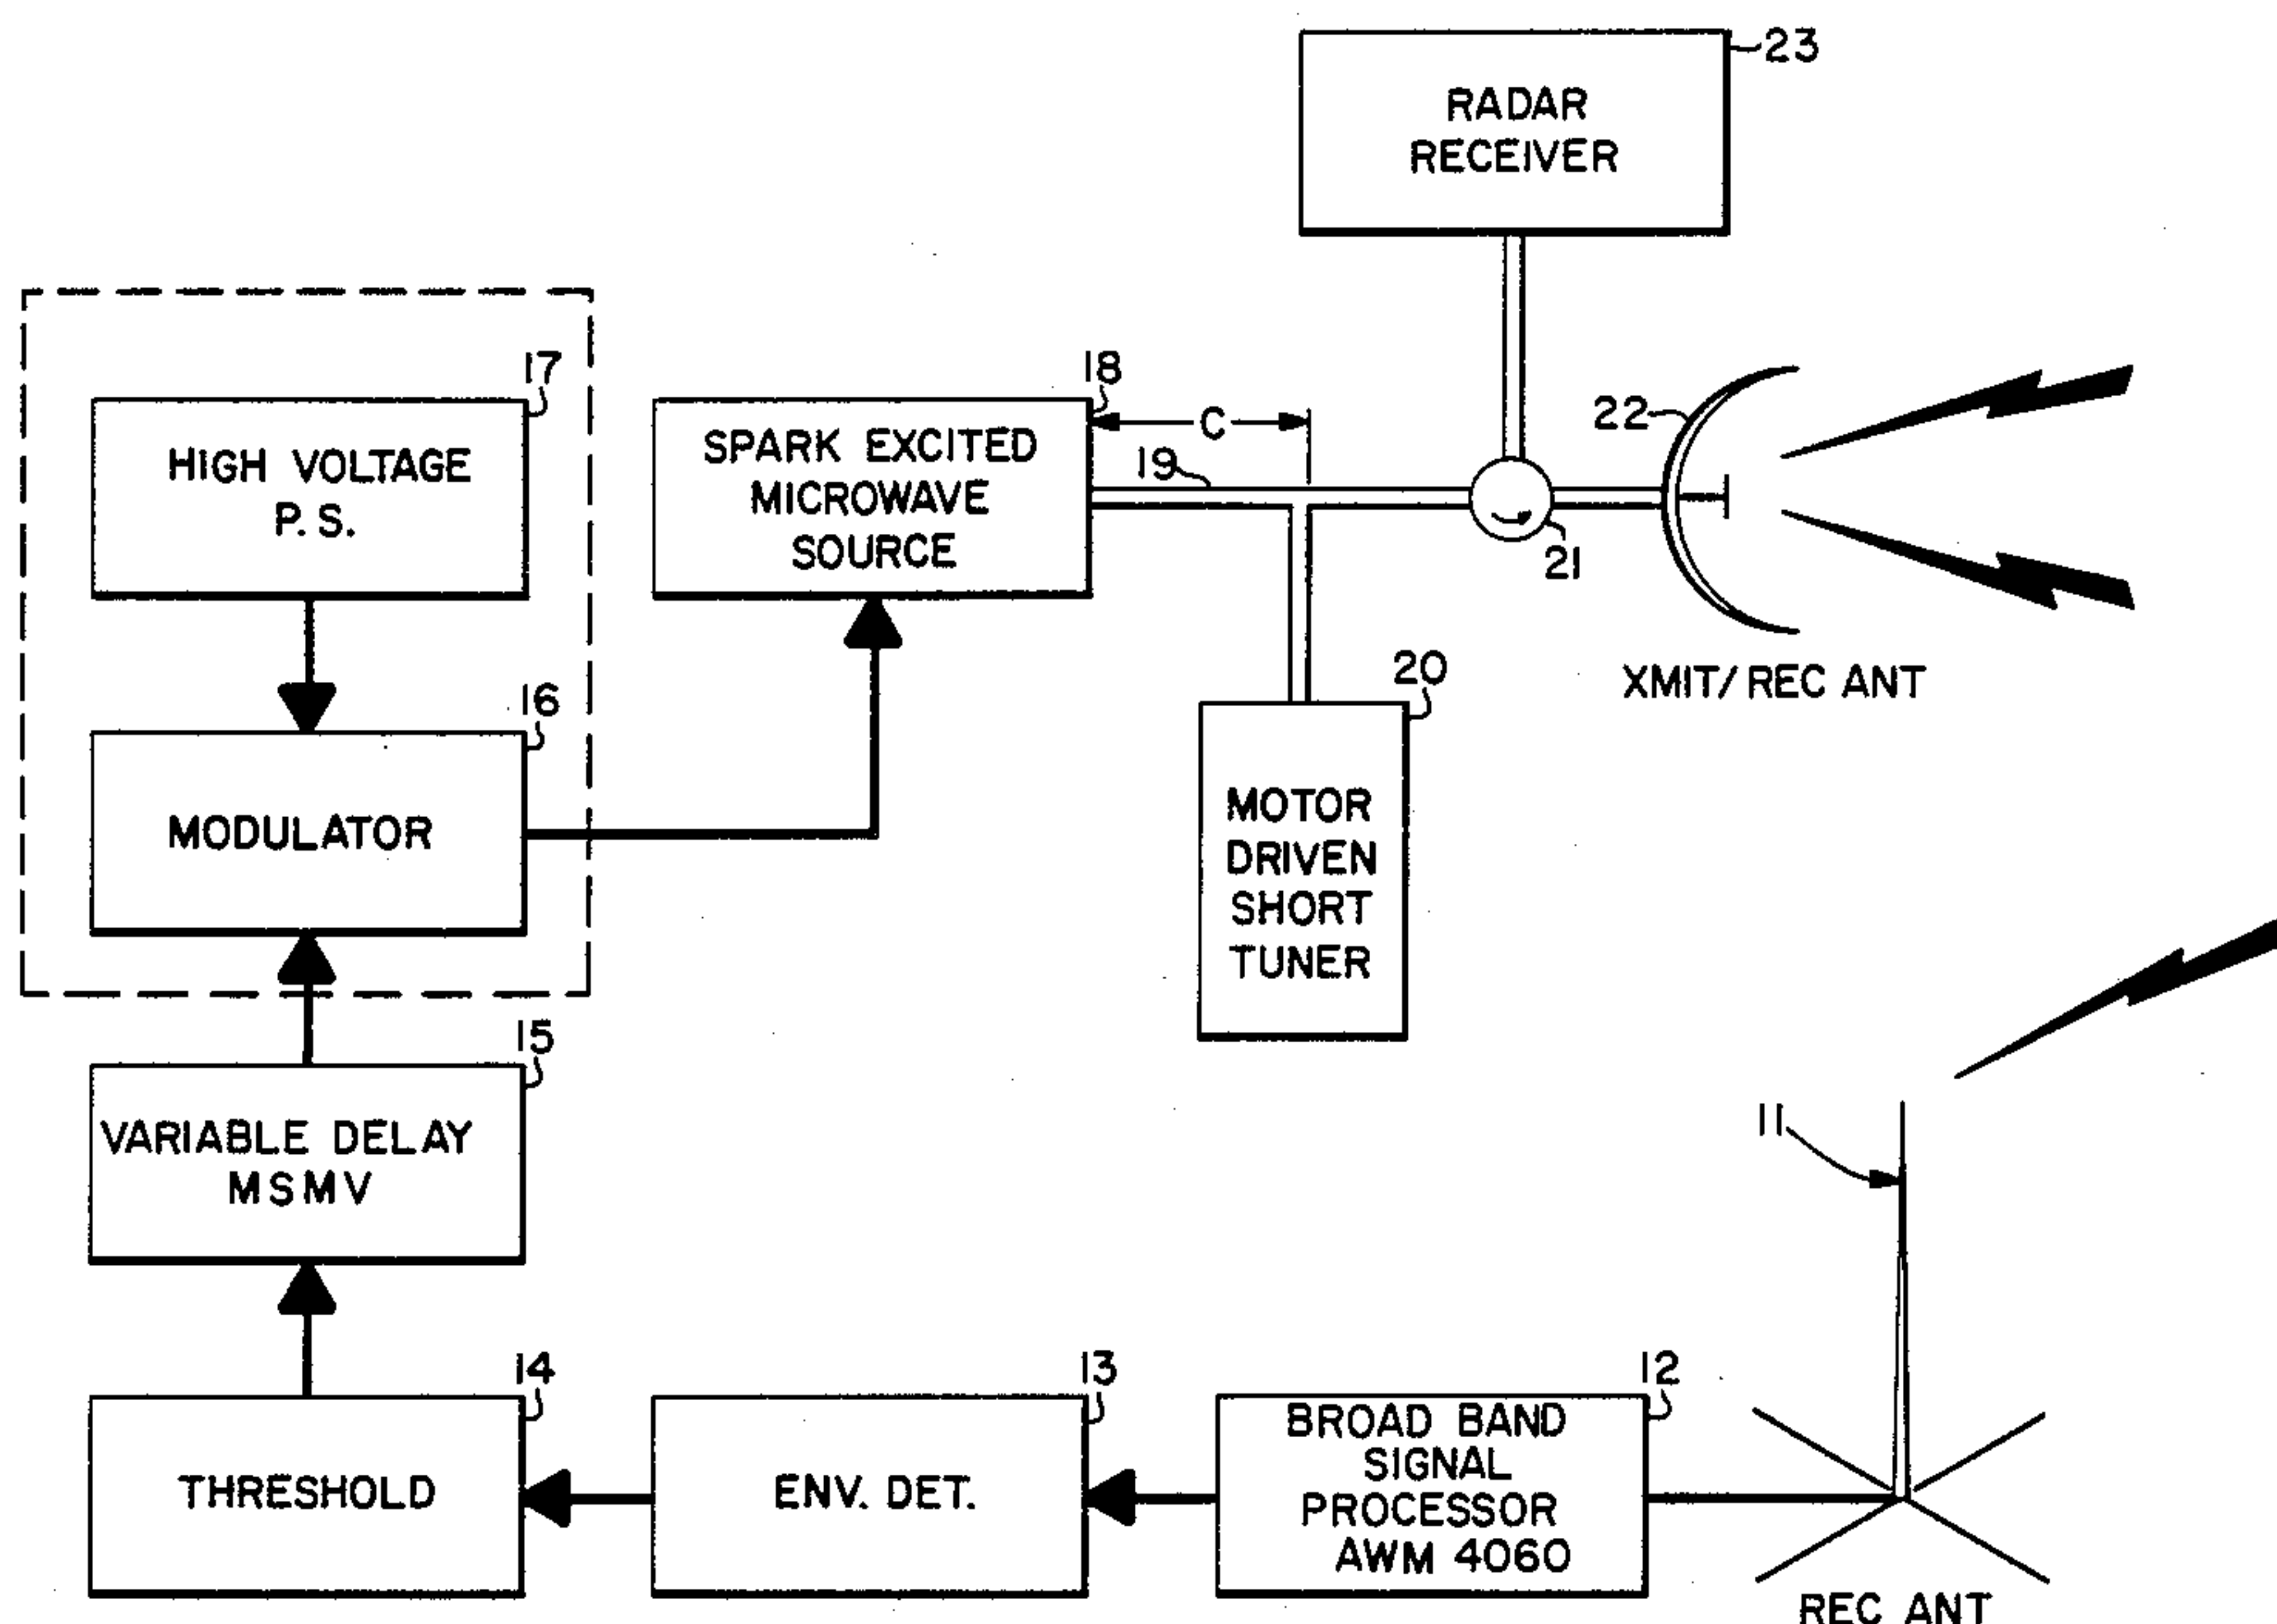 23
RADAR
RECEIVER
17
HIGH VOLTAGE
P.S.
18
SPARK EXCITED
MICROWAVE
SOURCE
C
19
21
22
XMIT/REC ANT
16
MODULATOR
20
MOTOR
DRIVEN
SHORT
TUNER
15
VARIABLE DELAY
MSMV
11
14
THRESHOLD
13
ENV. DET.
12
BROAD BAND
SIGNAL
PROCESSOR
AWM 4060
REC ANT